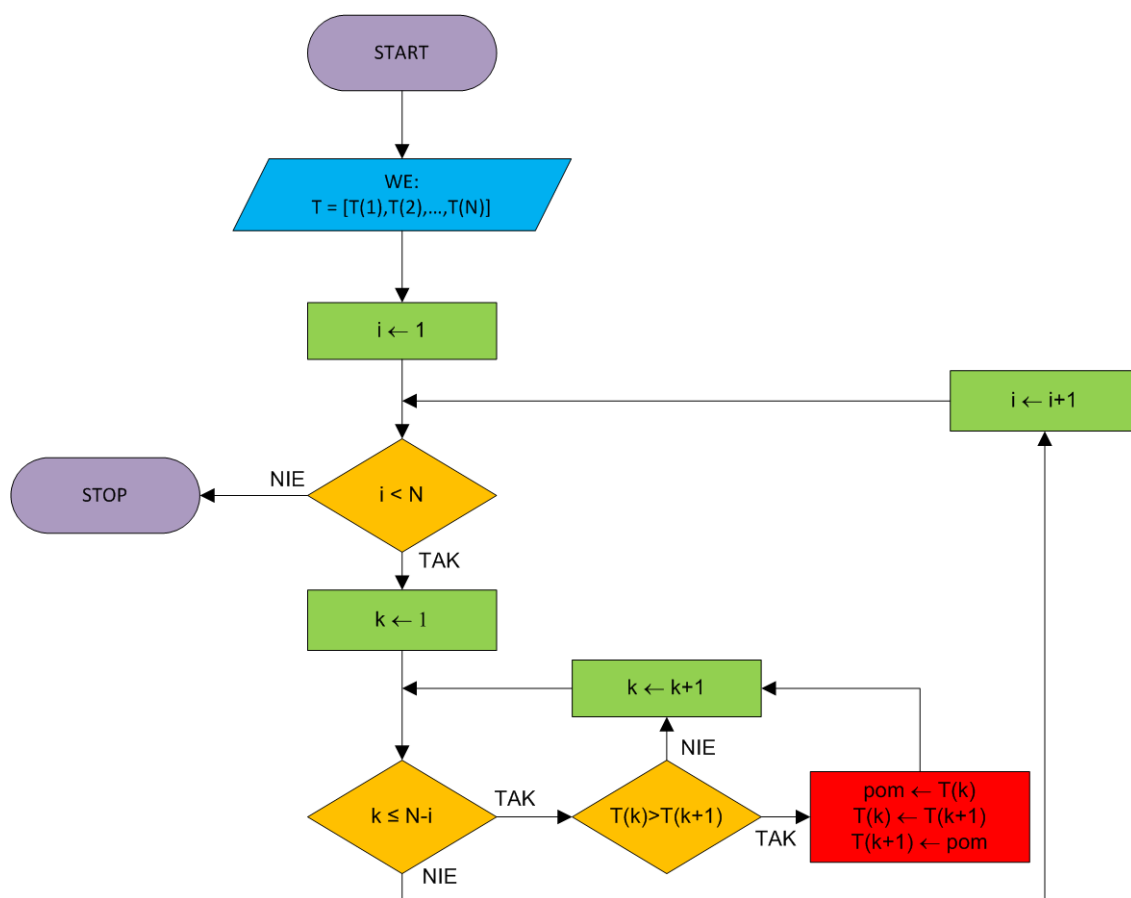 START
WE:
T = [T(1),T(2),...,T(N)]
i ← 1
i ← i+1
NIE
STOP
i < N
TAK
k ← 1
k ← k+1
NIE
k ≤ N-i
TAK
T(k)>T(k+1)
TAK
pom ← T(k)
T(k) ← T(k+1)
T(k+1) ← pom
NIE